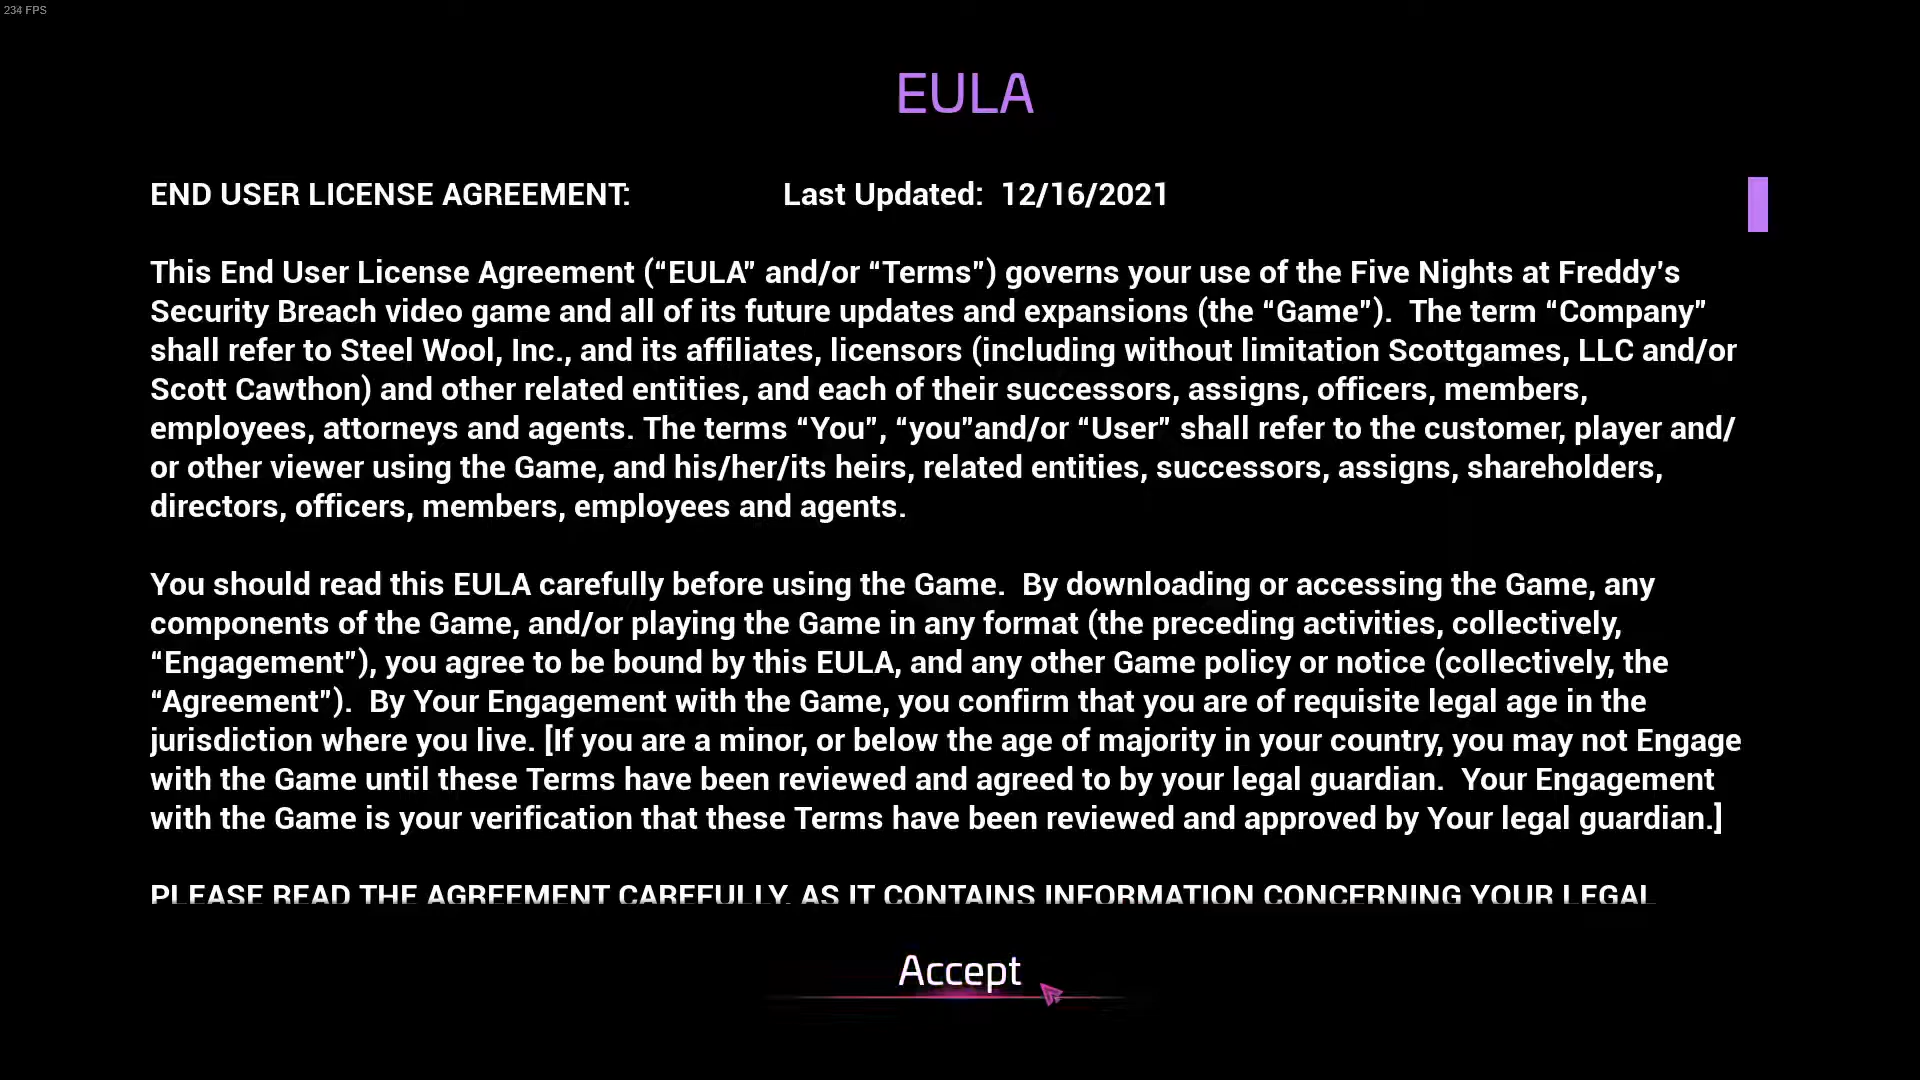 234 FPS
EULA
END USER LICENSE AGREEMENT: Last Updated: 12/16/2021
This End User License Agreement (“EULA” and/or “Terms”) governs your use of the Five Nights at Freddy’s
Security Breach video game and all of its future updates and expansions (the “Game”). The term “Company”
shall refer to Steel Wool, Inc., and its affiliates, licensors (including without limitation Scottgames, LLC and/or
Scott Cawthon) and other related entities, and each of their successors, assigns, officers, members,
employees, attorneys and agents. The terms “You”, “you”and/or “User” shall refer to the customer, player and/
or other viewer using the Game, and his/her/its heirs, related entities, successors, assigns, shareholders,
directors, officers, members, employees and agents.
You should read this EULA carefully before using the Game. By downloading or accessing the Game, any
components of the Game, and/or playing the Game in any format (the preceding activities, collectively,
“Engagement”), you agree to be bound by this EULA, and any other Game policy or notice (collectively, the
“Agreement”). By Your Engagement with the Game, you confirm that you are of requisite legal age in the
jurisdiction where you live. [If you are a minor, or below the age of majority in your country, you may not Engage
with the Game until these Terms have been reviewed and agreed to by your legal guardian. Your Engagement
with the Game is your verification that these Terms have been reviewed and approved by Your legal guardian.]
PLEASE READ THE AGREEMENT CAREFULLY, AS IT CONTAINS INFORMATION CONCERNING YOUR LEGAL
Accept